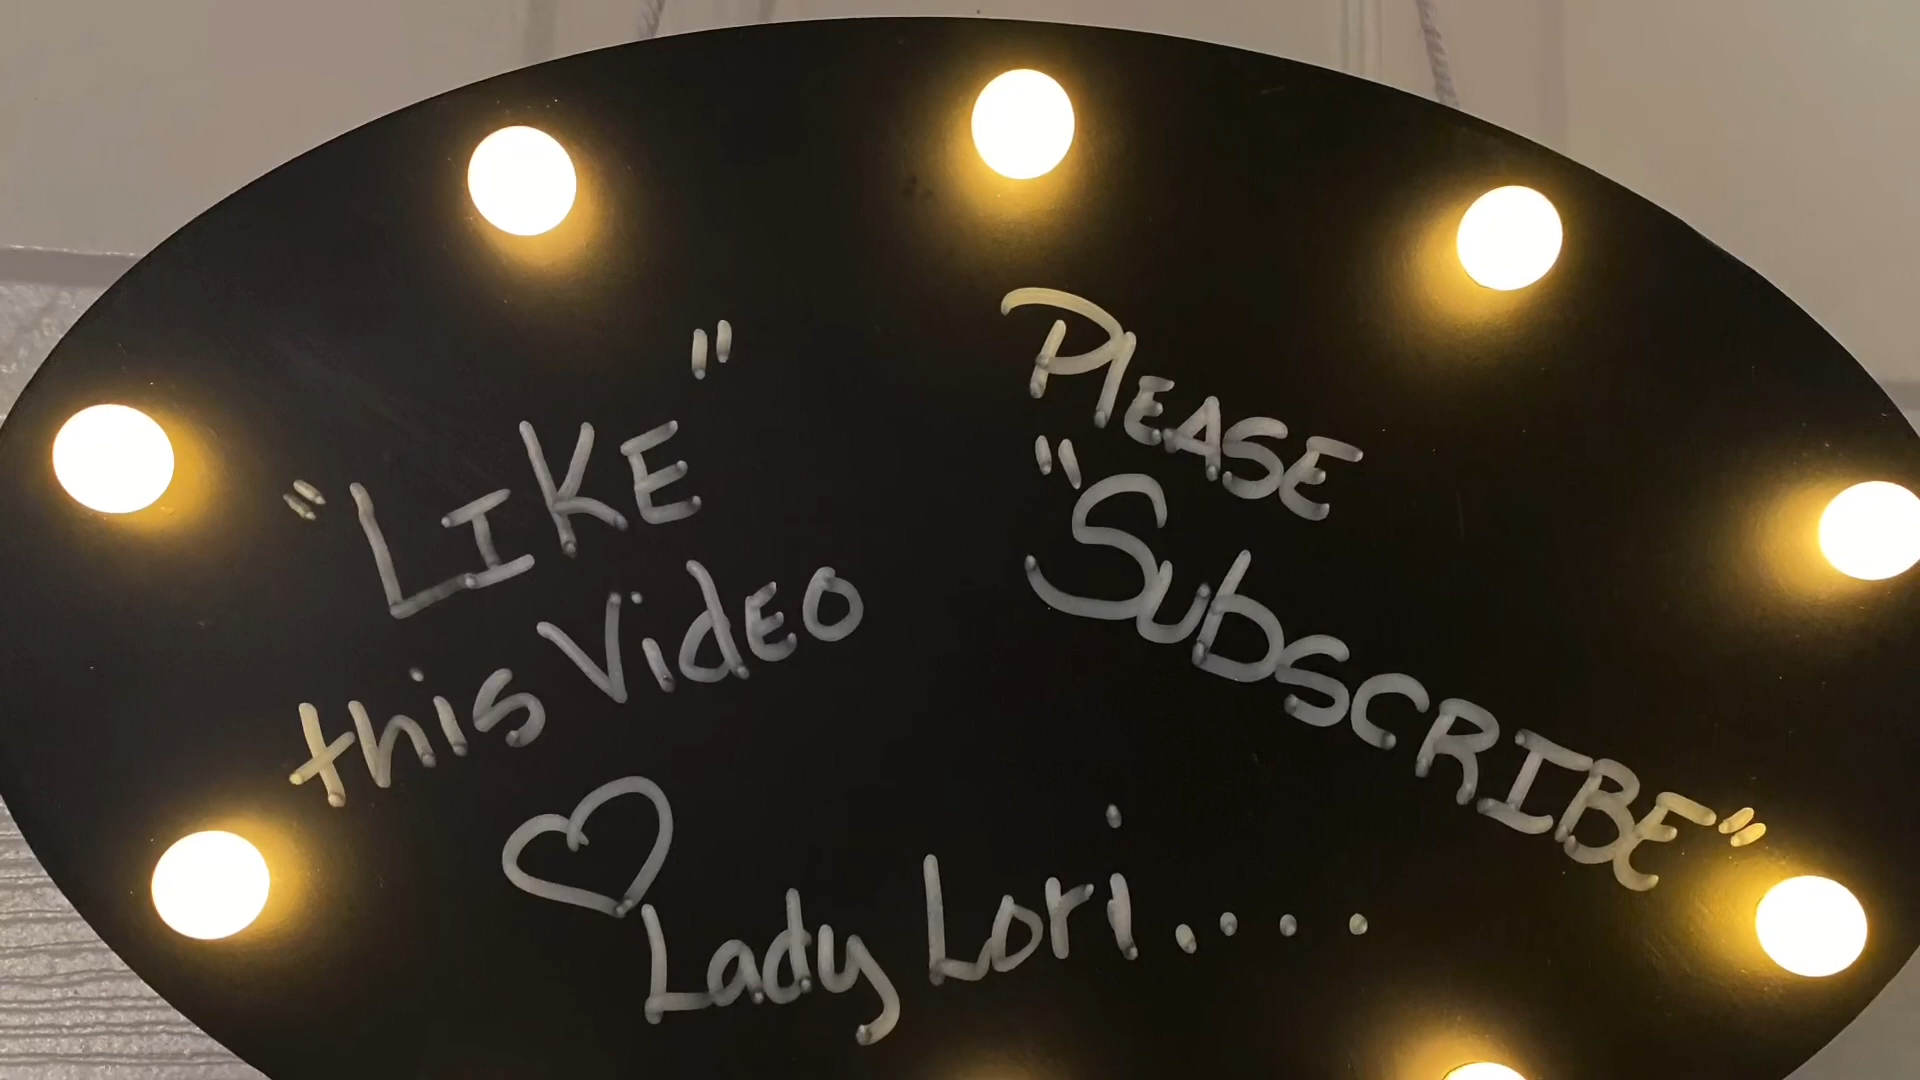 "LIKE"
this Video
PLEASE
"SubSCRIBE"
Lady Lori....